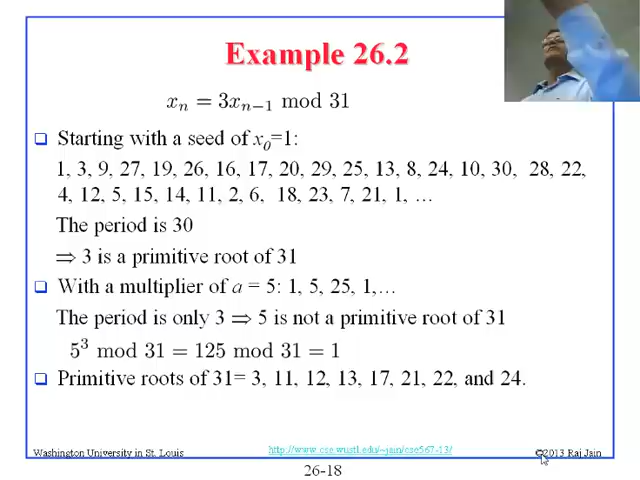 Example 26.2
xₙ = 3xₙ₋₁ mod 31
Starting with a seed of x₀=1:
1, 3, 9, 27, 19, 26, 16, 17, 20, 29, 25, 13, 8, 24, 10, 30, 28, 22,
4, 12, 5, 15, 14, 11, 2, 6, 18, 23, 7, 21, 1, …
The period is 30
⇒ 3 is a primitive root of 31
With a multiplier of a = 5: 1, 5, 25, 1,…
The period is only 3 ⇒ 5 is not a primitive root of 31
5³ mod 31 = 125 mod 31 = 1
Primitive roots of 31= 3, 11, 12, 13, 17, 21, 22, and 24.
Washington University in St. Louis
http://www.cse.wustl.edu/~jain/cse567-13/
©2013 Raj Jain
26-18